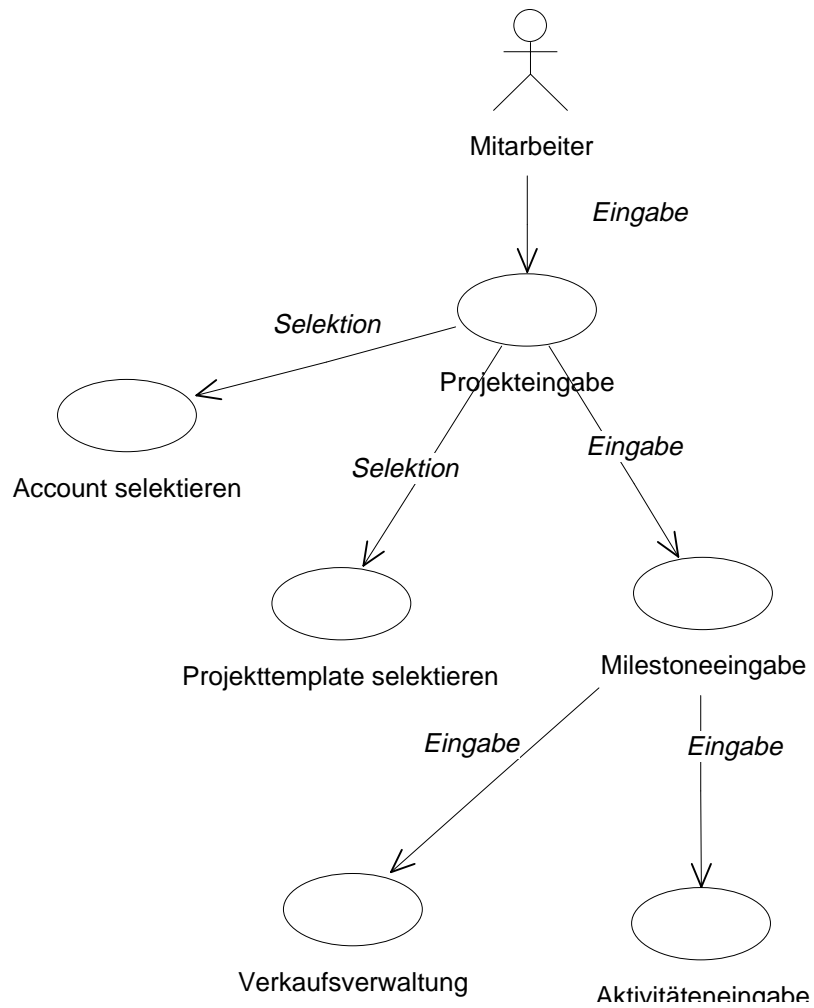 Mitarbeiter
Eingabe
Selektion
Projekteingabe
Eingabe
Selektion
Account selektieren
Milestoneeingabe
Projekttemplate selektieren
Eingabe
Eingabe
Verkaufsverwaltung
Aktivitäteneingabe